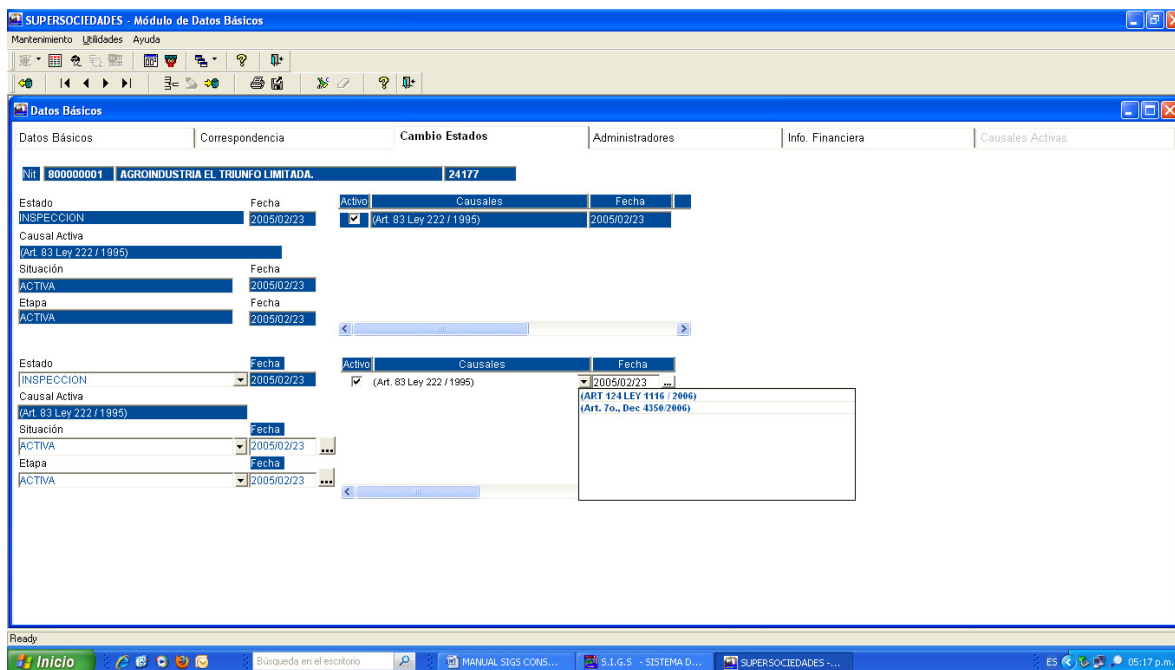 SUPERSOCIEDADES - Módulo de Datos Básicos
Mantenimiento Utilidades Ayuda
Datos Básicos
Datos Básicos Correspondencia Cambio Estados Administradores Info. Financiera Causales Activas
Nit 800000001 AGROINDUSTRIA EL TRIUNFO LIMITADA. 24177
Estado Fecha Activo Causales Fecha
INSPECCION 2005/02/23 (Art. 83 Ley 222 / 1995) 2005/02/23
Causal Activa
(Art. 83 Ley 222 / 1995)
Situación Fecha
ACTIVA 2005/02/23
Etapa Fecha
ACTIVA 2005/02/23
Estado Fecha Activo Causales Fecha
INSPECCION 2005/02/23 (Art. 83 Ley 222 / 1995) 2005/02/23 ...
Causal Activa (ART 124 LEY 1116 / 2006)
(Art. 83 Ley 222 / 1995) (Art. 7o., Dec 4350/2006)
Situación Fecha
ACTIVA 2005/02/23 ...
Etapa Fecha
ACTIVA 2005/02/23 ...
Ready
Inicio Búsqueda en el escritorio MANUAL SIGS CONS... S.I.G.S - SISTEMA D... SUPERSOCIEDADES -... ES 05:17 p.m.